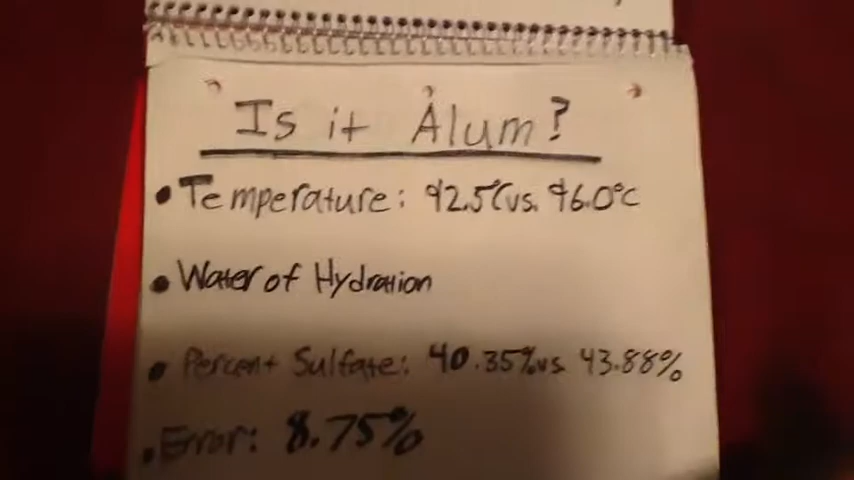 Is it Alum?
• Temperature: 92.5°C vs. 96.0°C
• Water of Hydration
• Percent Sulfate: 40.35% vs 43.88%
• Error: 8.75%